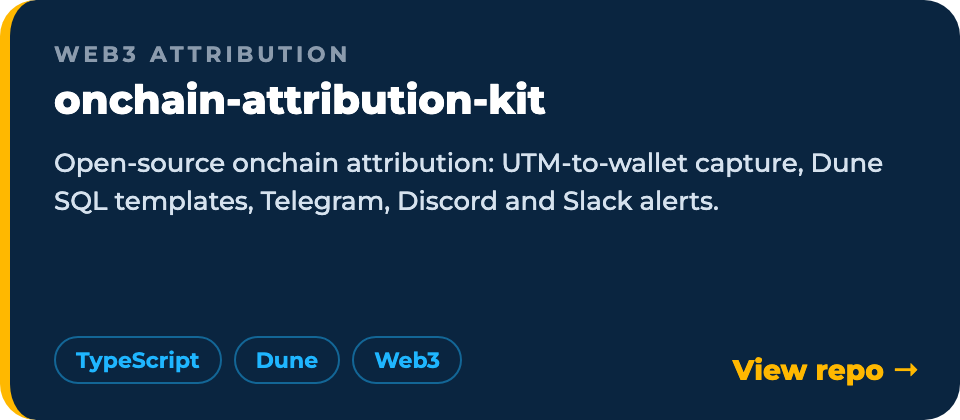 WEB3 ATTRIBUTION
onchain-attribution-kit
Open-source onchain attribution: UTM-to-wallet capture, Dune
SQL templates, Telegram, Discord and Slack alerts.
TypeScript
Dune
Web3
View repo →